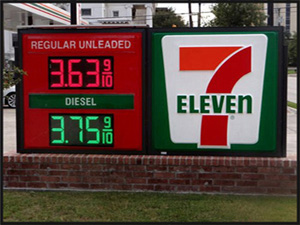 REGULAR UNLEADED
3.63 9/10
DIESEL
3.75 9/10
7
ELEVEn